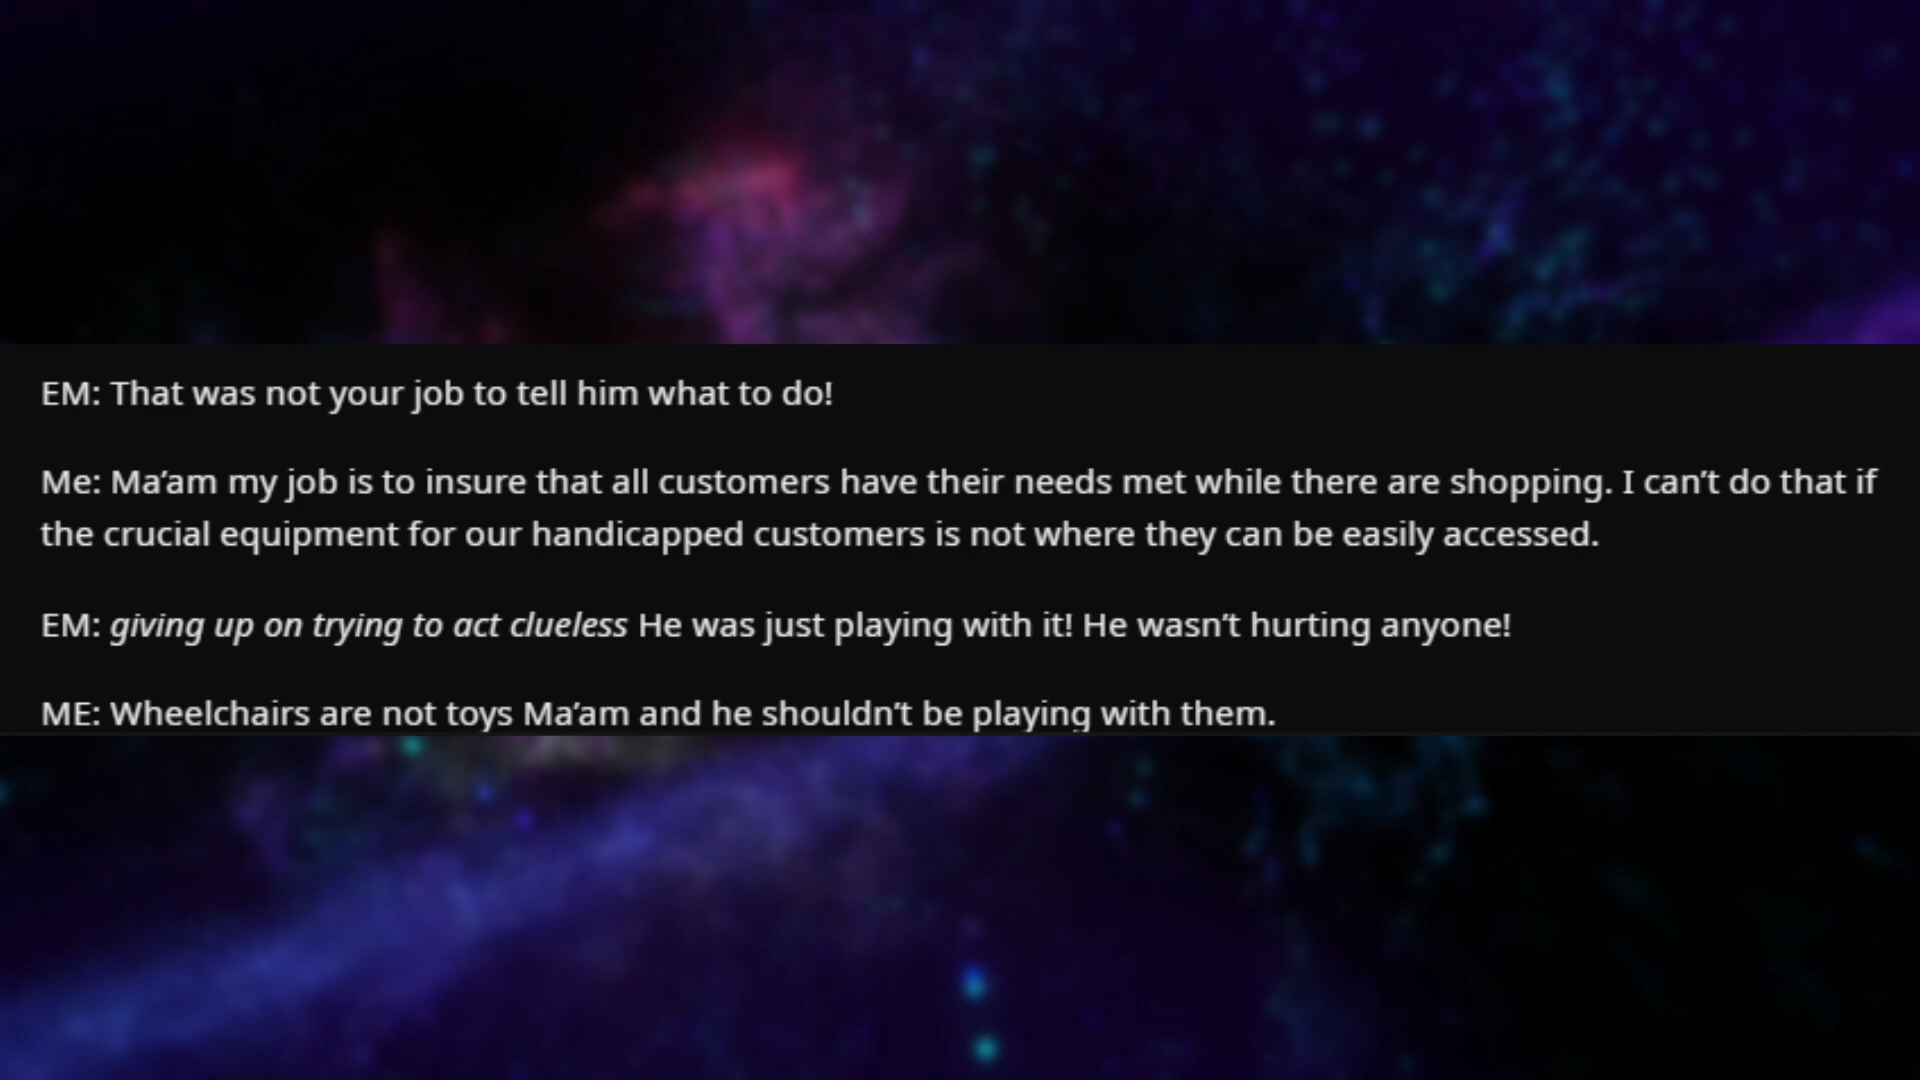 EM: That was not your job to tell him what to do!
Me: Ma’am my job is to insure that all customers have their needs met while there are shopping. I can’t do that if
the crucial equipment for our handicapped customers is not where they can be easily accessed.
EM: giving up on trying to act clueless He was just playing with it! He wasn’t hurting anyone!
ME: Wheelchairs are not toys Ma’am and he shouldn’t be playing with them.